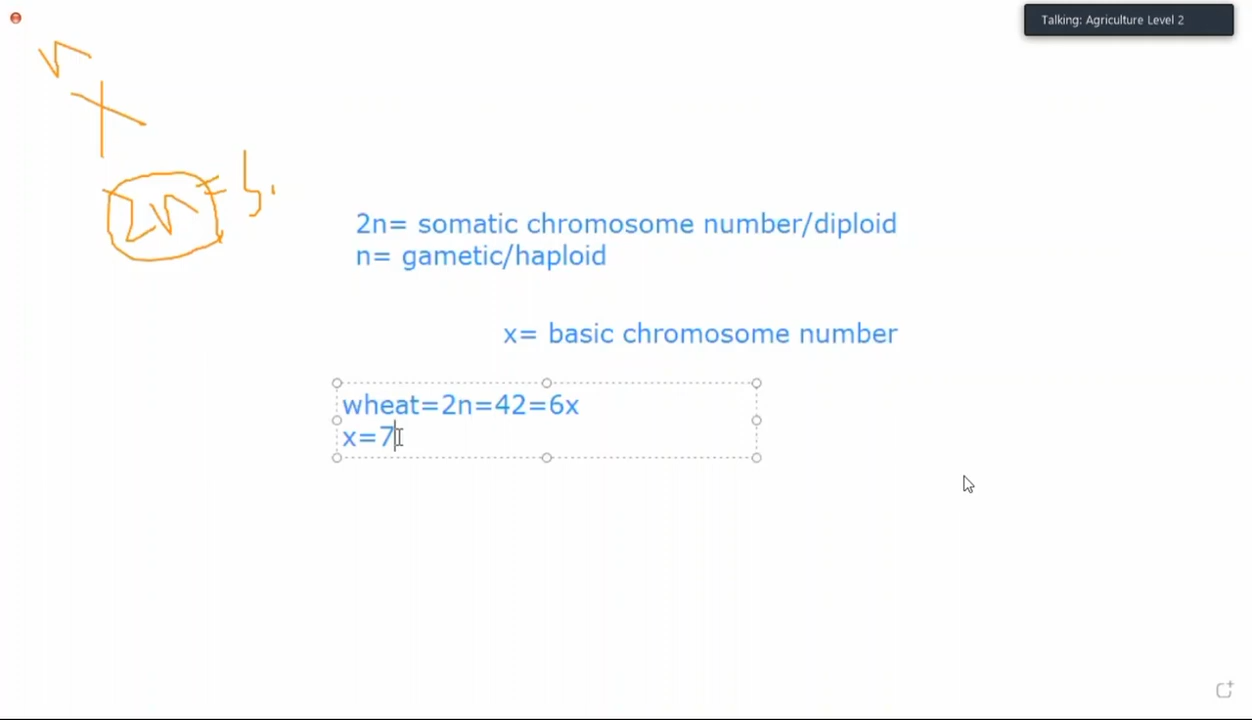 Talking: Agriculture Level 2
2n
2n= somatic chromosome number/diploid
n= gametic/haploid
x= basic chromosome number
wheat=2n=42=6x
x=7